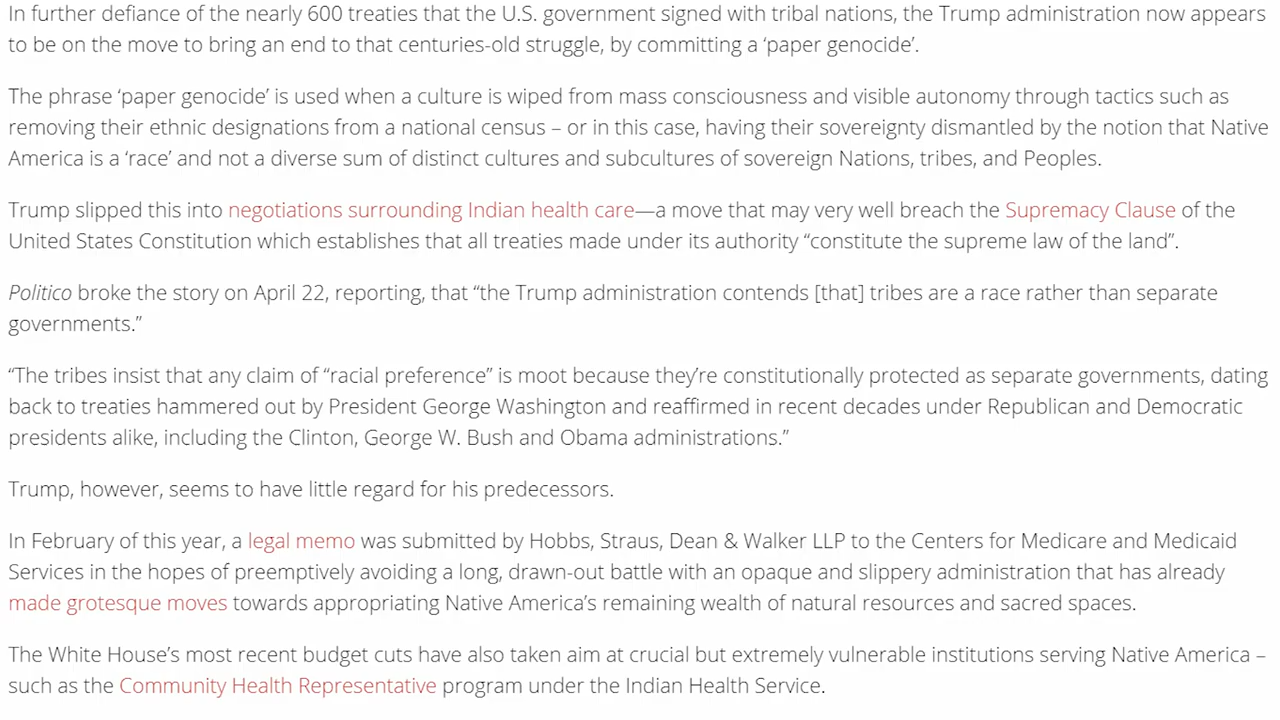 In further defiance of the nearly 600 treaties that the U.S. government signed with tribal nations, the Trump administration now appears
to be on the move to bring an end to that centuries-old struggle, by committing a ‘paper genocide’.
The phrase ‘paper genocide’ is used when a culture is wiped from mass consciousness and visible autonomy through tactics such as
removing their ethnic designations from a national census – or in this case, having their sovereignty dismantled by the notion that Native
America is a ‘race’ and not a diverse sum of distinct cultures and subcultures of sovereign Nations, tribes, and Peoples.
Trump slipped this into negotiations surrounding Indian health care—a move that may very well breach the Supremacy Clause of the
United States Constitution which establishes that all treaties made under its authority “constitute the supreme law of the land”.
Politico broke the story on April 22, reporting, that “the Trump administration contends [that] tribes are a race rather than separate
governments.”
“The tribes insist that any claim of “racial preference” is moot because they’re constitutionally protected as separate governments, dating
back to treaties hammered out by President George Washington and reaffirmed in recent decades under Republican and Democratic
presidents alike, including the Clinton, George W. Bush and Obama administrations.”
Trump, however, seems to have little regard for his predecessors.
In February of this year, a legal memo was submitted by Hobbs, Straus, Dean & Walker LLP to the Centers for Medicare and Medicaid
Services in the hopes of preemptively avoiding a long, drawn-out battle with an opaque and slippery administration that has already
made grotesque moves towards appropriating Native America’s remaining wealth of natural resources and sacred spaces.
The White House’s most recent budget cuts have also taken aim at crucial but extremely vulnerable institutions serving Native America –
such as the Community Health Representative program under the Indian Health Service.